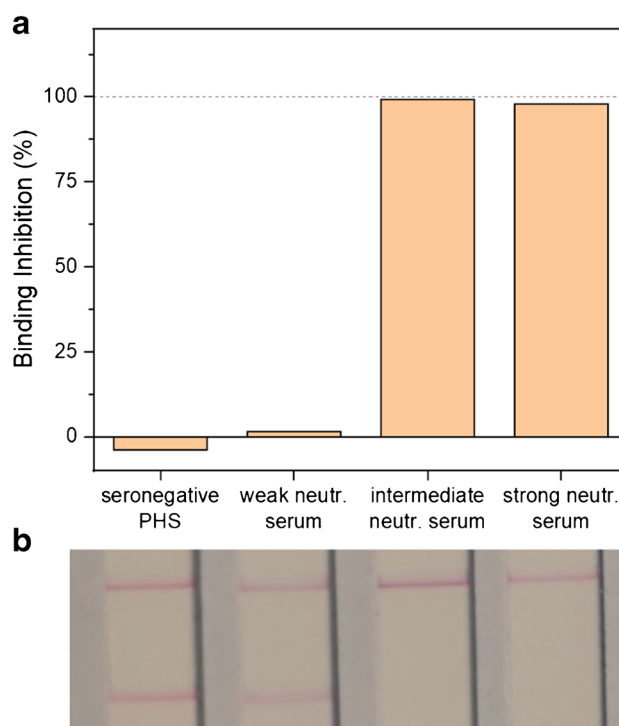 a
Binding Inhibition (%)
100
75
50
25
0
seronegative PHS
weak neutr. serum
intermediate neutr. serum
strong neutr. serum
b